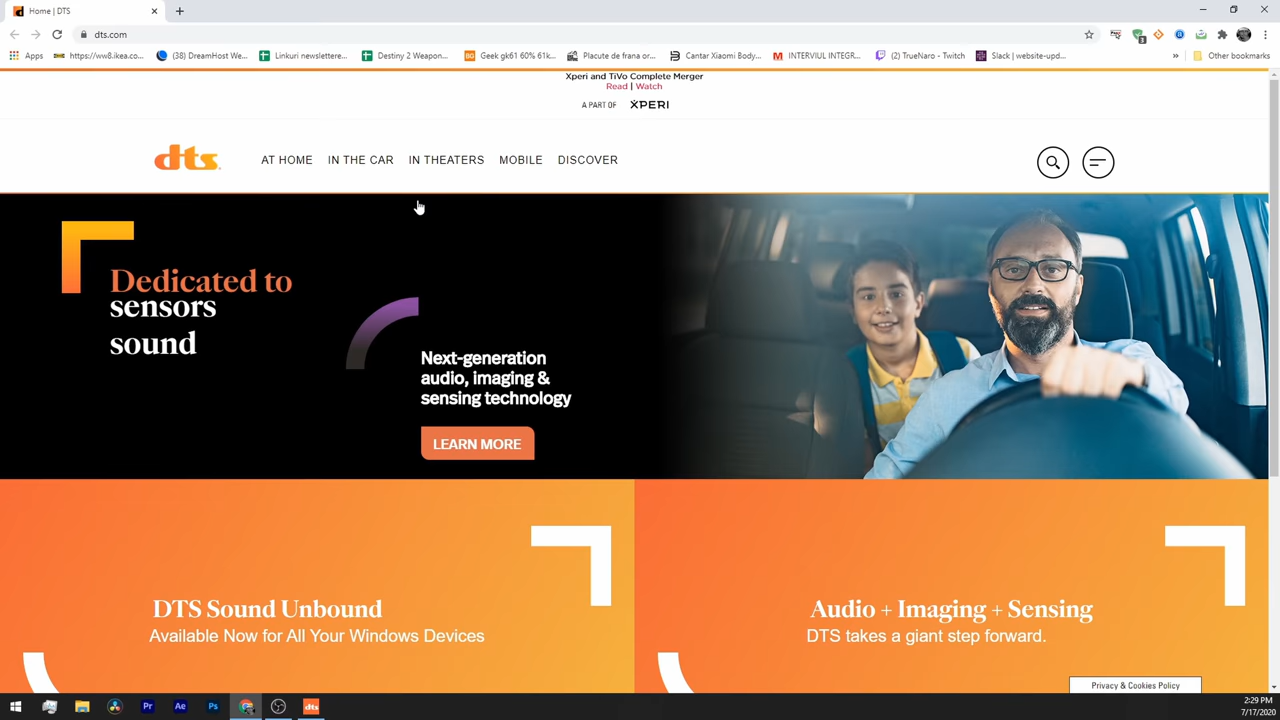 Home | DTS
dts.com
Apps
https://ww8.ikea.co...
(38) DreamHost We...
Linkuri newslettere...
Destiny 2 Weapon...
Geek gk61 60% 61k...
Placute de frana or...
Cantar Xiaomi Body...
INTERVIUL INTEGR...
(2) TrueNaro - Twitch
Slack | website-upd...
»
Other bookmarks
Xperi and TiVo Complete Merger
Read | Watch
A PART OF XPERI
dts
AT HOME
IN THE CAR
IN THEATERS
MOBILE
DISCOVER
Dedicated to
sensors
sound
Next-generation
audio, imaging &
sensing technology
LEARN MORE
DTS Sound Unbound
Available Now for All Your Windows Devices
Audio + Imaging + Sensing
DTS takes a giant step forward.
Privacy & Cookies Policy
Pr
Ae
Ps
dts
2:29 PM
7/17/2020